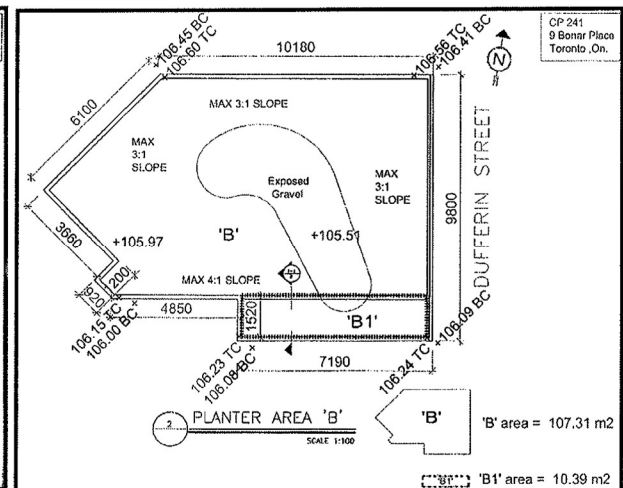 CP 241
9 Bonar Place
Toronto ,On.
106.45 BC
106.60 TC
10180
106.56 TC
106.41 BC
N
6100
MAX 3:1 SLOPE
MAX
3:1
SLOPE
MAX
3:1
SLOPE
Exposed
Gravel
DUFFERIN STREET
9800
3660
+105.97
'B'
+105.51
MAX 4:1 SLOPE
200
920
4850
1520
'B1'
106.15 TC
106.00 BC
106.23 TC
106.08 BC
7190
106.24 TC
106.09 BC
2
PLANTER AREA 'B'
SCALE 1:100
'B'
'B' area = 107.31 m2
'B1'
'B1' area = 10.39 m2